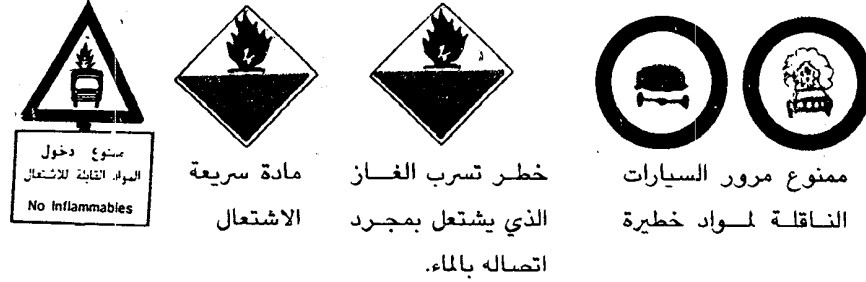 ممنوع مرور السيارات
الناقلة لمواد خطيرة
خطر تسرب الغاز
الذي يشتعل بمجرد
اتصاله بالماء.
مادة سريعة
الاشتعال
ممنوع دخول
المواد القابلة للاشتعال
No Inflammables